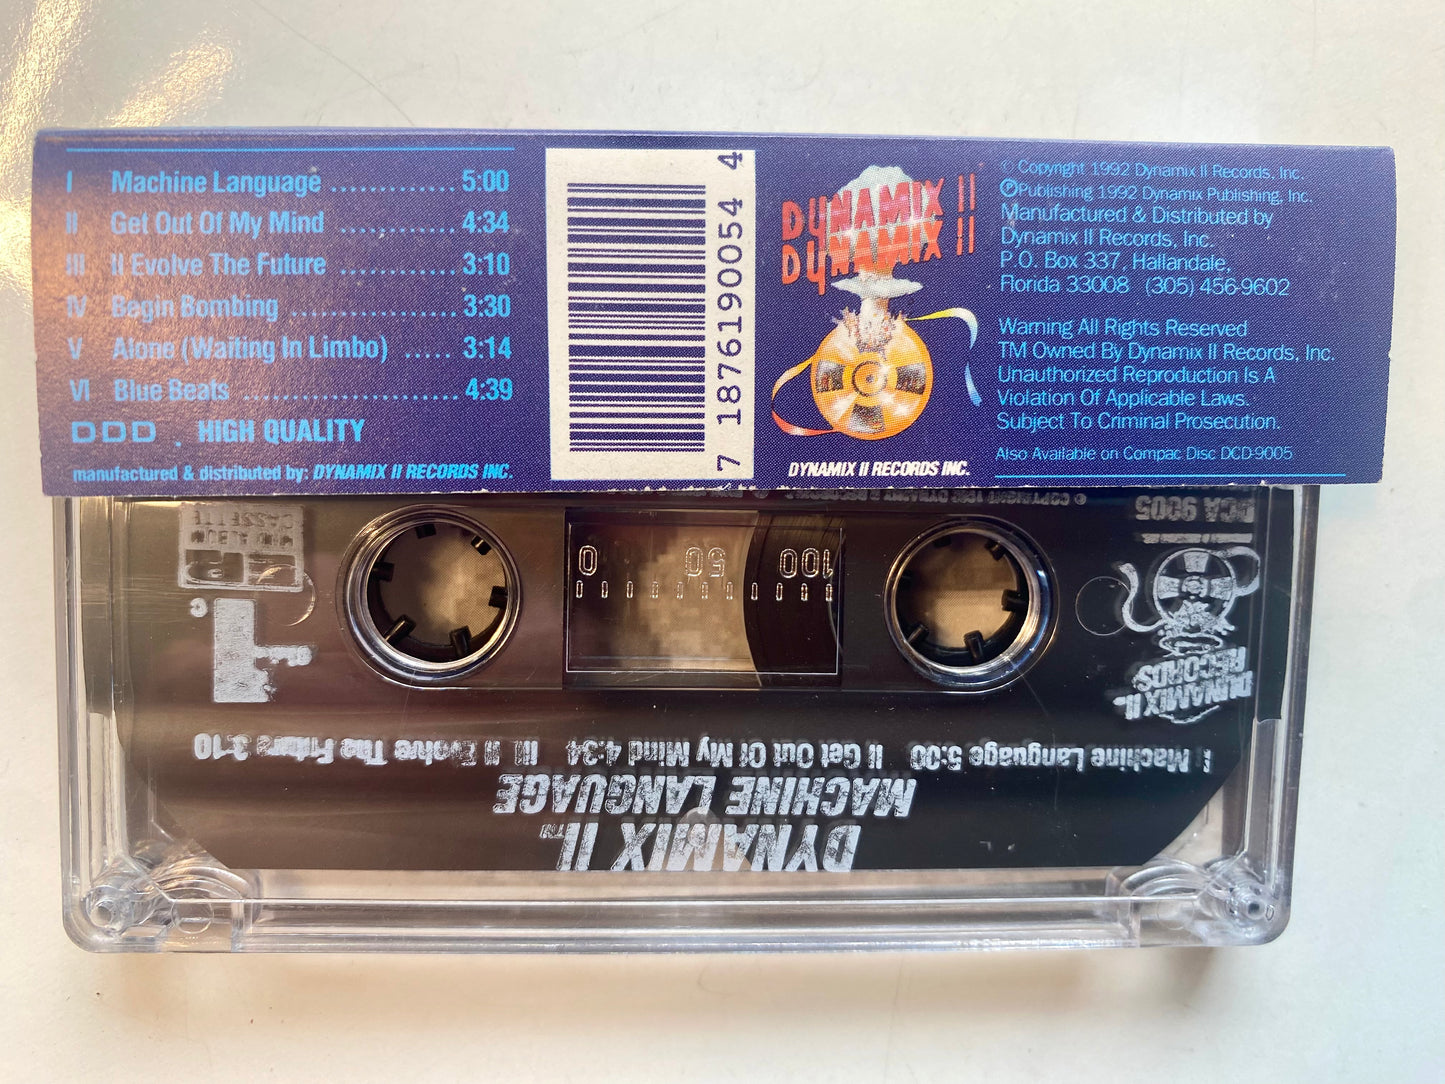 I Machine Language ............. 5:00
II Get Out Of My Mind ............ 4:34
III II Evolve The Future ............ 3:10
IV Begin Bombing .................. 3:30
V Alone (Waiting In Limbo) ..... 3:14
VI Blue Beats ....................... 4:39
DDD . HIGH QUALITY
manufactured & distributed by: DYNAMIX II RECORDS INC.
7 18761 90054 4
DYNAMIX II
DYNAMIX II
DYNAMIX II RECORDS INC.
© Copyright 1992 Dynamix II Records, Inc.
Ⓟ Publishing 1992 Dynamix Publishing, Inc.
Manufactured & Distributed by
Dynamix II Records, Inc.
P.O. Box 337, Hallandale,
Florida 33008 (305) 456-9602
Warning All Rights Reserved
TM Owned By Dynamix II Records, Inc.
Unauthorized Reproduction Is A
Violation Of Applicable Laws.
Subject To Criminal Prosecution.
Also Available on Compac Disc DCD-9005
DYNAMIX II™
MACHINE LANGUAGE
I. Machine Language 5:00 II Get Out Of My Mind 4:34 III. II Evolve The Future 3:10
DYNAMIX II™
RECORDS
100 50 0
DCA 9005
MINI ALBUM
CASSETTE